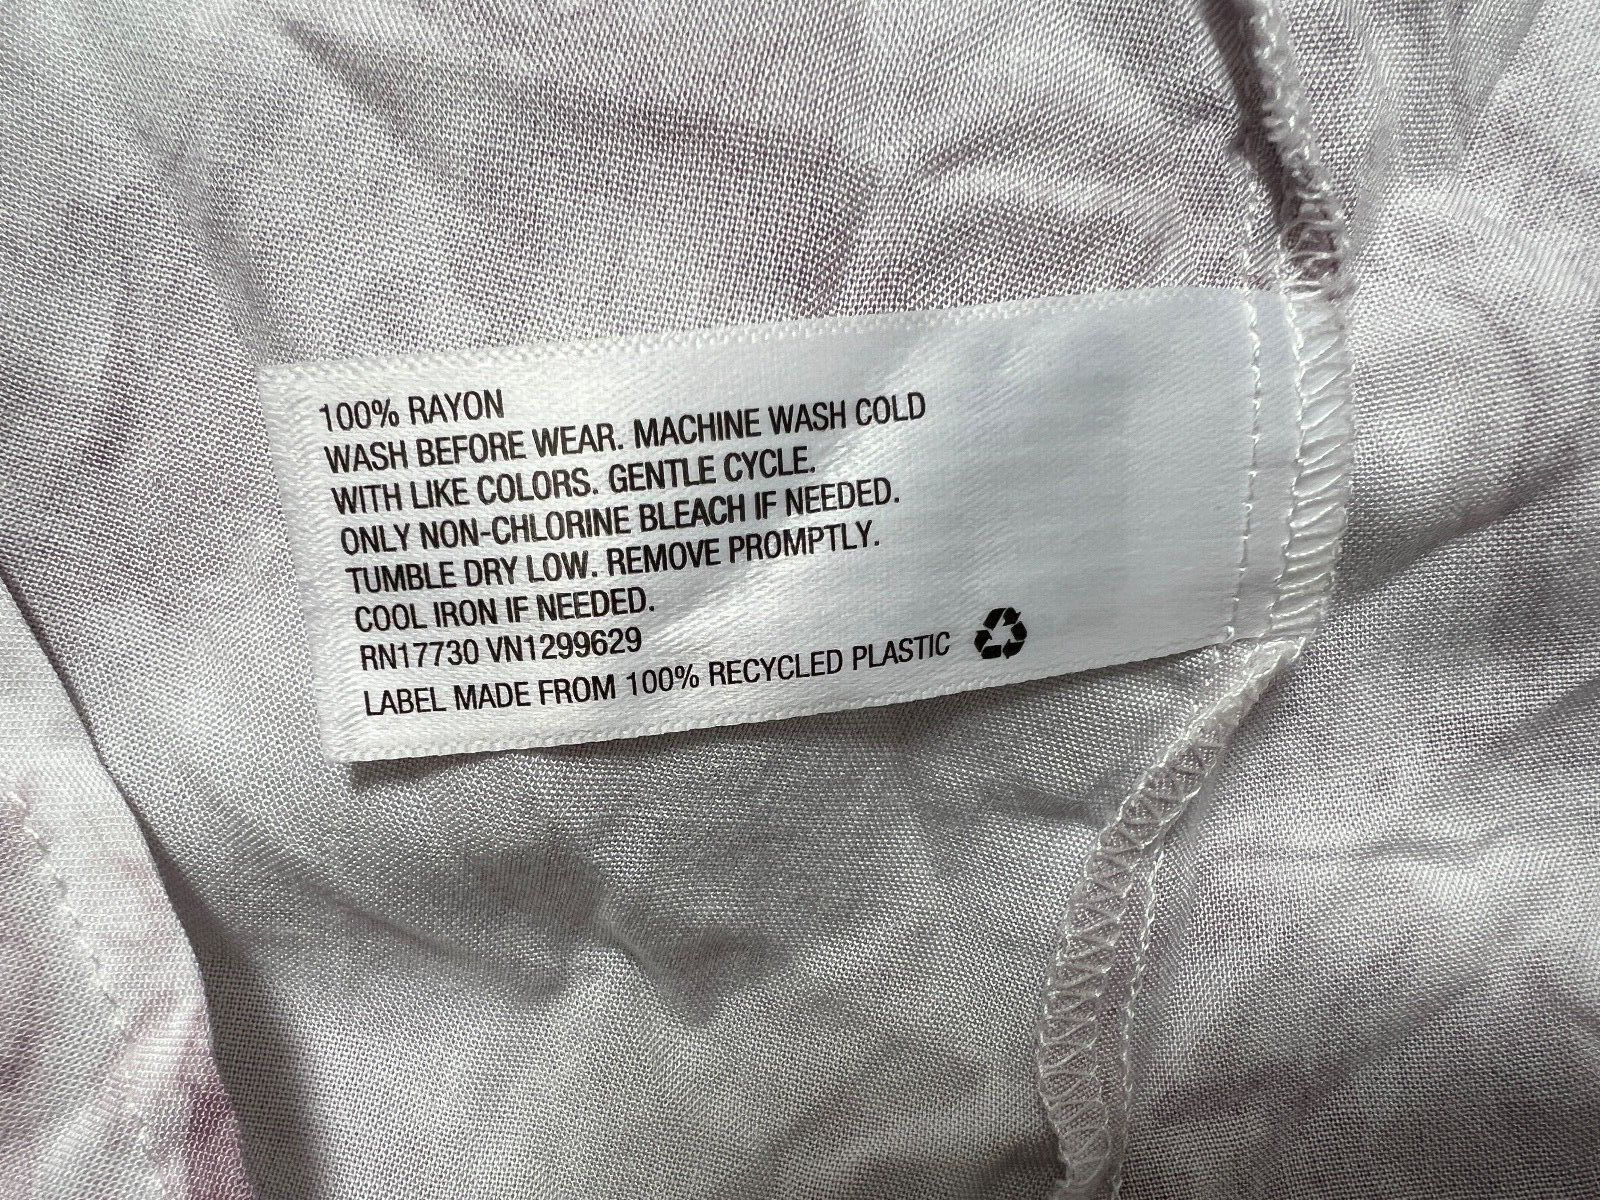 100% RAYON
WASH BEFORE WEAR. MACHINE WASH COLD
WITH LIKE COLORS. GENTLE CYCLE.
ONLY NON-CHLORINE BLEACH IF NEEDED.
TUMBLE DRY LOW. REMOVE PROMPTLY.
COOL IRON IF NEEDED.
RN17730 VN1299629
LABEL MADE FROM 100% RECYCLED PLASTIC